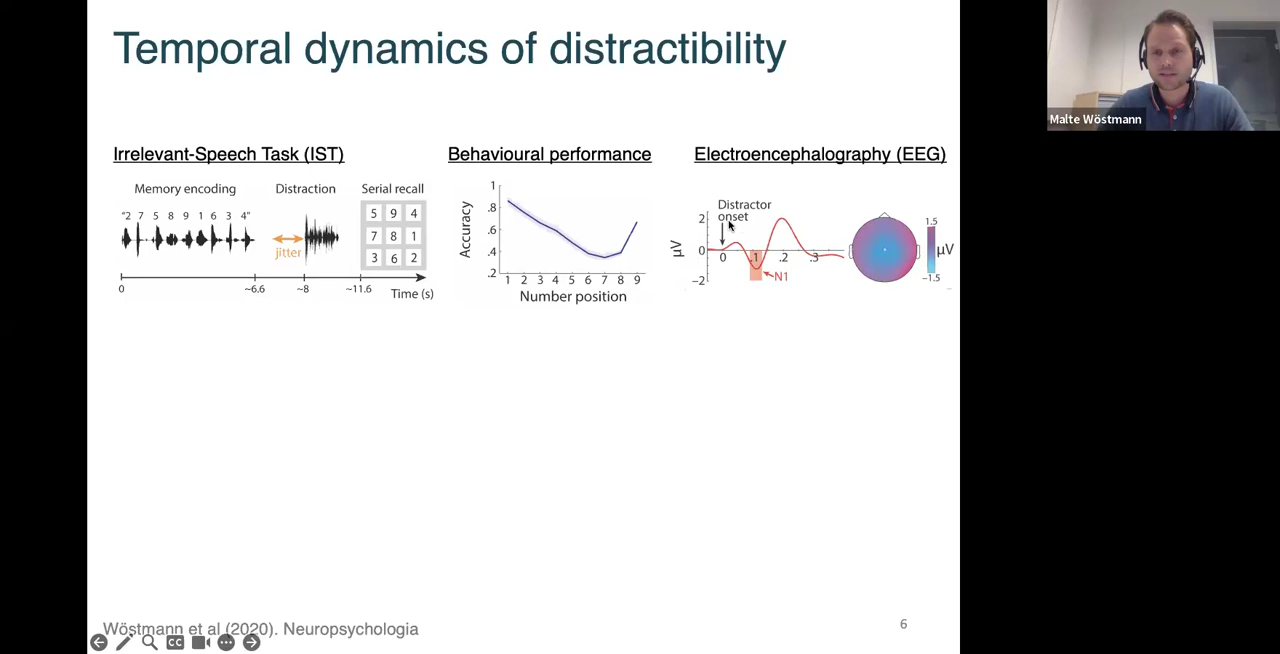 Temporal dynamics of distractibility
Malte Wöstmann
Irrelevant-Speech Task (IST)
Memory encoding
Distraction
Serial recall
"2 7 5 8 9 1 6 3 4"
jitter
5 9 4
7 8 1
3 6 2
0 ~6.6 ~8 ~11.6 Time (s)
Behavioural performance
Accuracy
1
.8
.6
.4
.2
1 2 3 4 5 6 7 8 9
Number position
Electroencephalography (EEG)
Distractor
onset
µV
2
0
−2
0 .1 .2 .3
N1
1.5
µV
−1.5
Wöstmann et al (2020). Neuropsychologia
6
CC